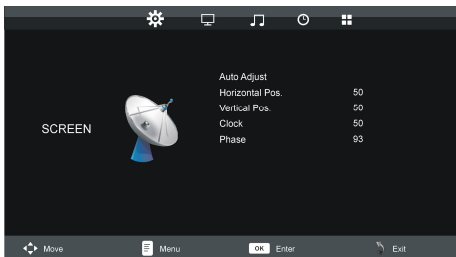 Auto Adjust
Horizontal Pos. 50
Vertical Pos. 50
SCREEN
Clock 50
Phase 93
Move Menu OK Enter Exit